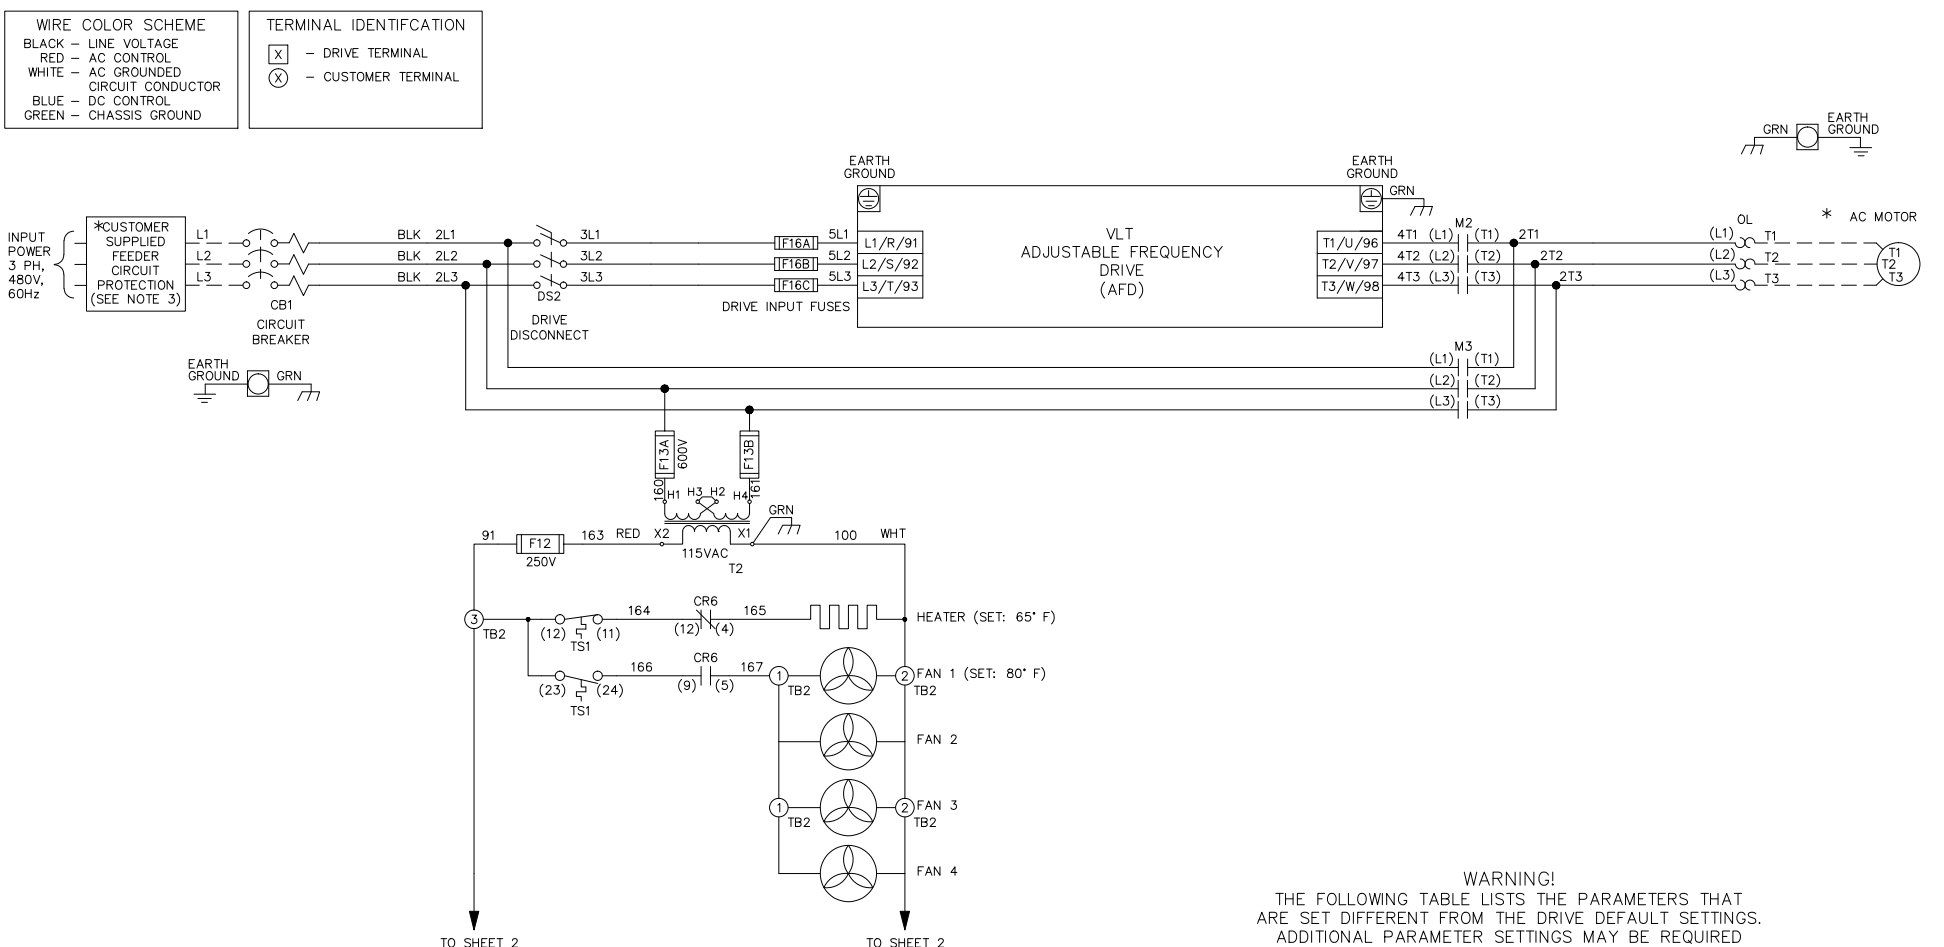 WIRE COLOR SCHEME
BLACK – LINE VOLTAGE
RED – AC CONTROL
WHITE – AC GROUNDED
CIRCUIT CONDUCTOR
BLUE – DC CONTROL
GREEN – CHASSIS GROUND
TERMINAL IDENTIFCATION
X – DRIVE TERMINAL
X – CUSTOMER TERMINAL
INPUT
POWER
3 PH,
480V,
60Hz
*CUSTOMER
SUPPLIED
FEEDER
CIRCUIT
PROTECTION
(SEE NOTE 3)
L1
L2
L3
CB1
CIRCUIT
BREAKER
BLK 2L1
BLK 2L2
BLK 2L3
DS2
DRIVE
DISCONNECT
3L1
3L2
3L3
F16A
F16B
F16C
DRIVE INPUT FUSES
5L1
5L2
5L3
EARTH
GROUND
L1/R/91
L2/S/92
L3/T/93
VLT
ADJUSTABLE FREQUENCY
DRIVE
(AFD)
EARTH
GROUND
GRN
T1/U/96
T2/V/97
T3/W/98
4T1 (L1)
4T2 (L2)
4T3 (L3)
M2
(T1) 2T1
(T2) 2T2
(T3) 2T3
GRN
EARTH
GROUND
OL
(L1) T1
(L2) T2
(L3) T3
* AC MOTOR
T1
T2
T3
EARTH
GROUND
GRN
M3
(L1) (T1)
(L2) (T2)
(L3) (T3)
F13A
600V
F13B
160
161
H1 H3 H2 H4
GRN
91
F12
250V
163 RED X2
X1
100 WHT
115VAC
T2
3
TB2
(12) (11)
TS1
164
CR6
(12) (4)
165
HEATER (SET: 65° F)
(23) (24)
TS1
166
CR6
(9) (5)
167
1
TB2
2
TB2
FAN 1 (SET: 80° F)
FAN 2
1
TB2
2
TB2
FAN 3
FAN 4
TO SHEET 2
TO SHEET 2
WARNING!
THE FOLLOWING TABLE LISTS THE PARAMETERS THAT
ARE SET DIFFERENT FROM THE DRIVE DEFAULT SETTINGS.
ADDITIONAL PARAMETER SETTINGS MAY BE REQUIRED